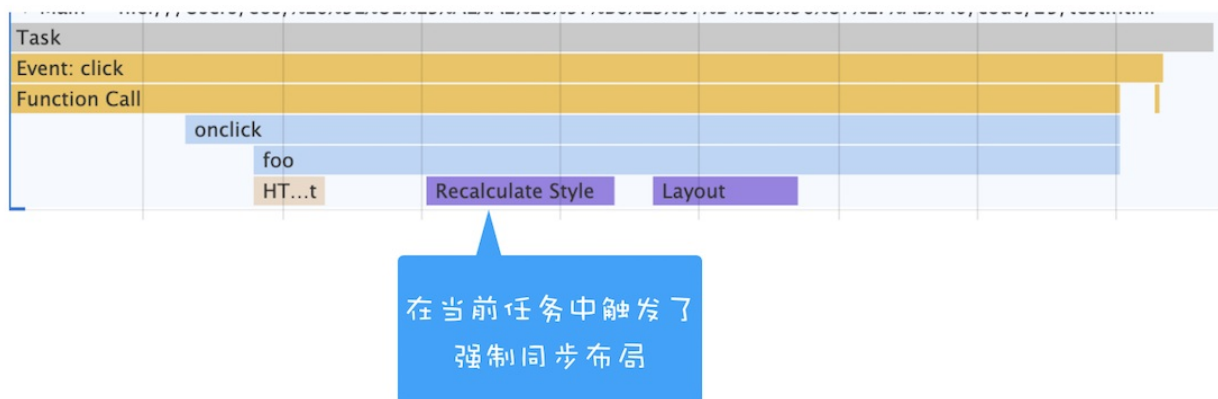 Task
Event: click
Function Call
onclick
foo
HT...t
Recalculate Style
Layout
在当前任务中触发了
强制同步布局